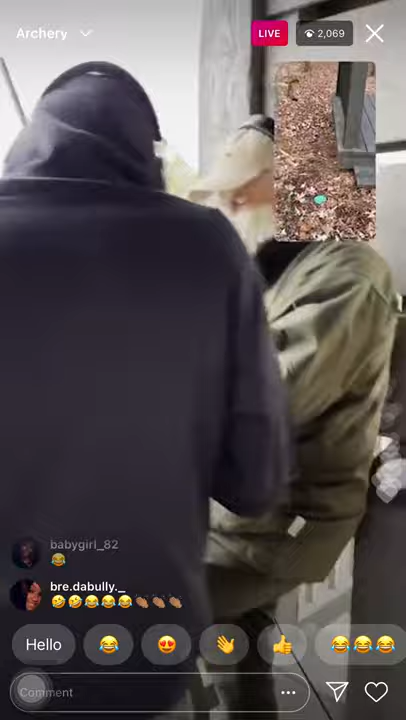 Archery
LIVE
2,069
babygirl_82
😂
bre.dabully._
🤣🤣😂😂😂👏🏽👏🏽👏🏽
Hello 😂 😍 👋 👍 😂😂😂
Comment